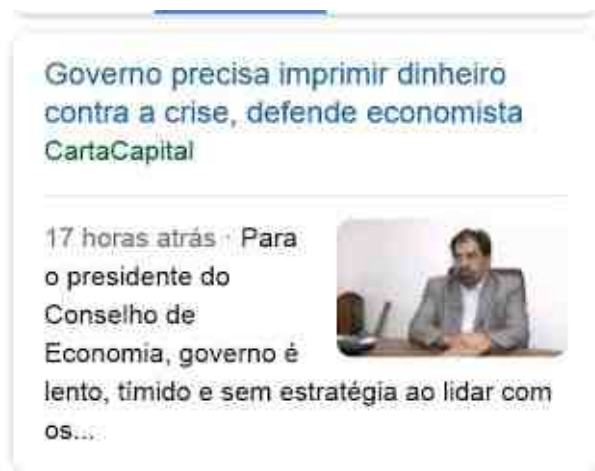 Governo precisa imprimir dinheiro
contra a crise, defende economista
CartaCapital
17 horas atrás · Para
o presidente do
Conselho de
Economia, governo é
lento, tímido e sem estratégia ao lidar com
os...